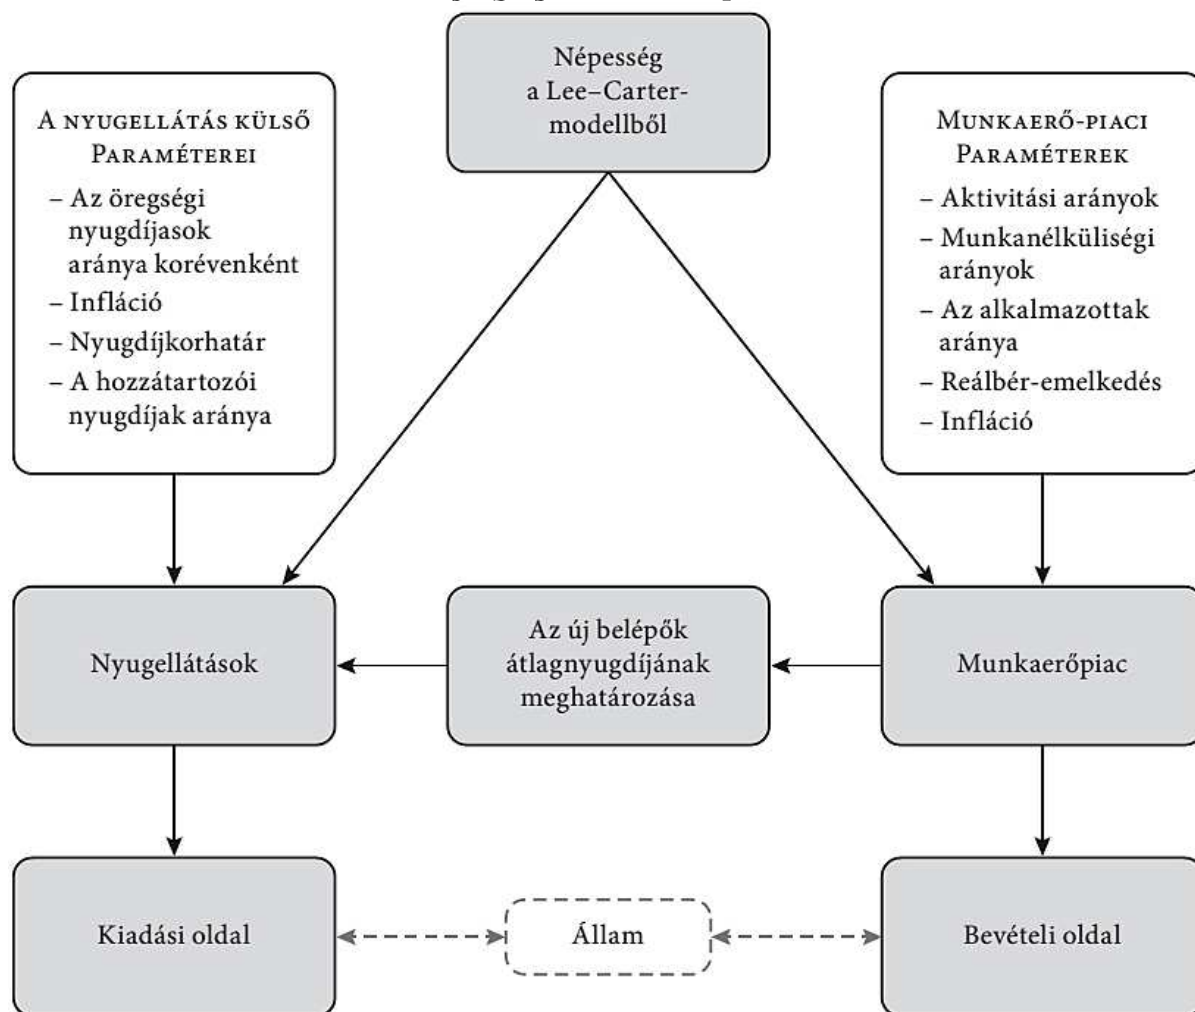 Népesség
a Lee–Carter-
modellből
A NYUGELLÁTÁS KÜLSŐ
PARAMÉTEREI
– Az öregségi
nyugdíjasok
aránya korévenként
– Infláció
– Nyugdíjkorhatár
– A hozzátartozói
nyugdíjak aránya
MUNKAERŐ-PIACI
PARAMÉTEREK
– Aktivitási arányok
– Munkanélküliségi
arányok
– Az alkalmazottak
aránya
– Reálbér-emelkedés
– Infláció
Nyugellátások
Az új belépők
átlagnyugdíjának
meghatározása
Munkaerőpiac
Kiadási oldal
Állam
Bevételi oldal